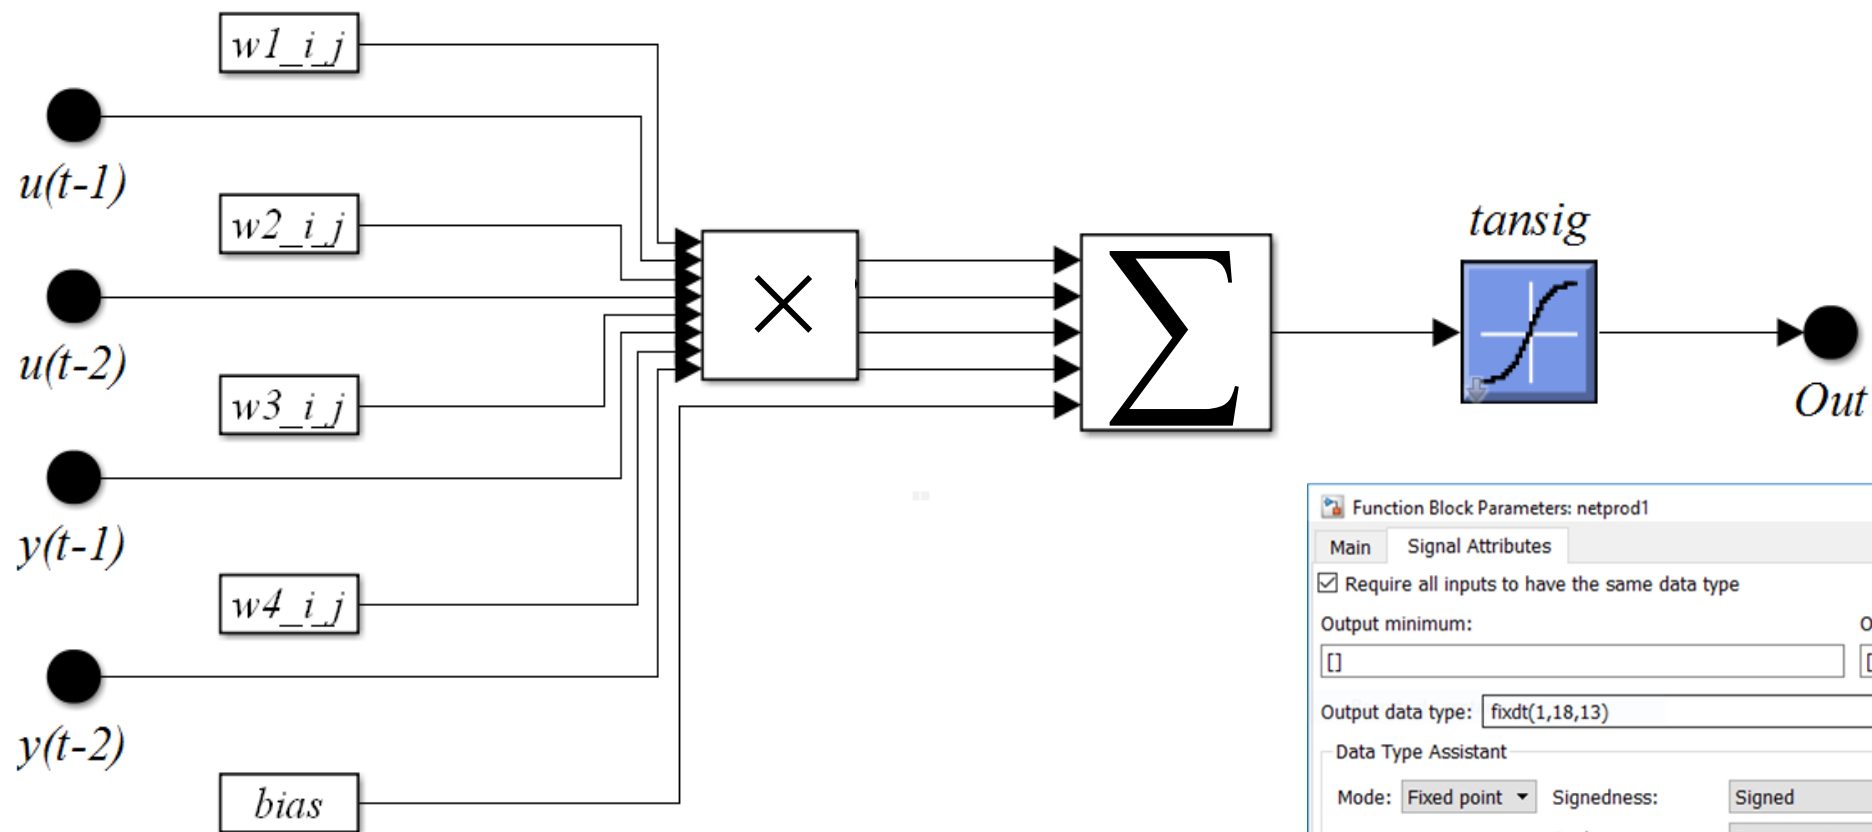 w1_i_j
u(t-1)
w2_i_j
u(t-2)
w3_i_j
y(t-1)
w4_i_j
y(t-2)
bias
×
Σ
tansig
Out
Function Block Parameters: netprod1
Main
Signal Attributes
Require all inputs to have the same data type
Output minimum:
O
[]
[
Output data type:
fixdt(1,18,13)
Data Type Assistant
Mode:
Fixed point
Signedness:
Signed